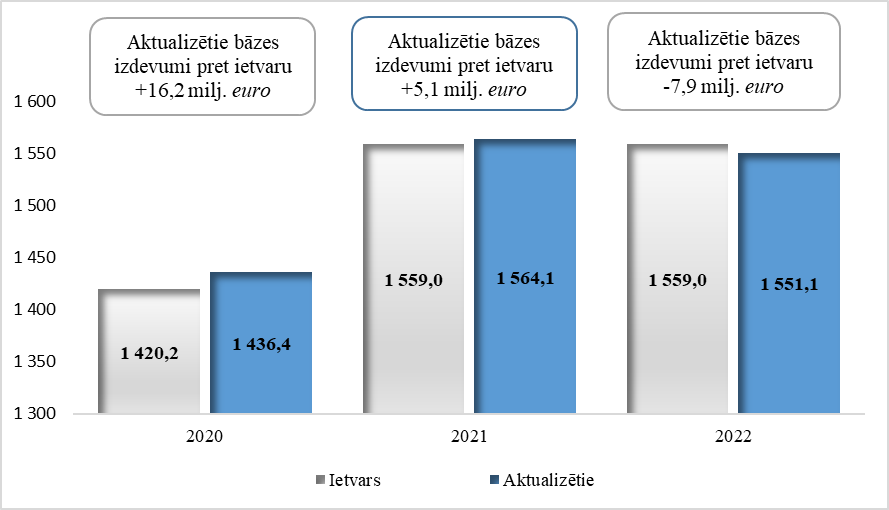 Aktualizētie bāzes
izdevumi pret ietvaru
+16,2 milj. euro
Aktualizētie bāzes
izdevumi pret ietvaru
+5,1 milj. euro
Aktualizētie bāzes
izdevumi pret ietvaru
-7,9 milj. euro
1 600
1 550
1 500
1 450
1 400
1 350
1 300
1 420,2
1 436,4
1 559,0
1 564,1
1 559,0
1 551,1
2020
2021
2022
Ietvars
Aktualizētie